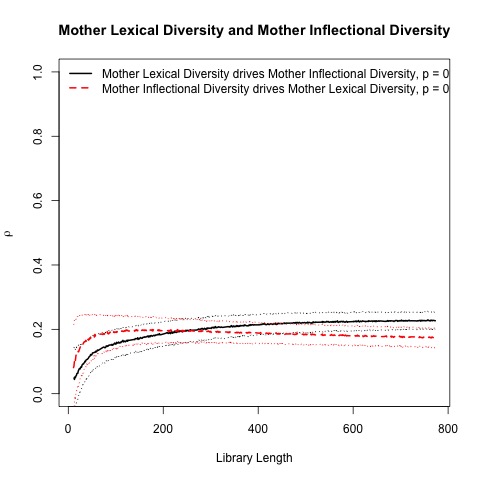 Mother Lexical Diversity and Mother Inflectional Diversity
Mother Lexical Diversity drives Mother Inflectional Diversity, p = 0
Mother Inflectional Diversity drives Mother Lexical Diversity, p = 0
1.0
0.8
0.6
0.4
0.2
0.0
ρ
0 200 400 600 800
Library Length